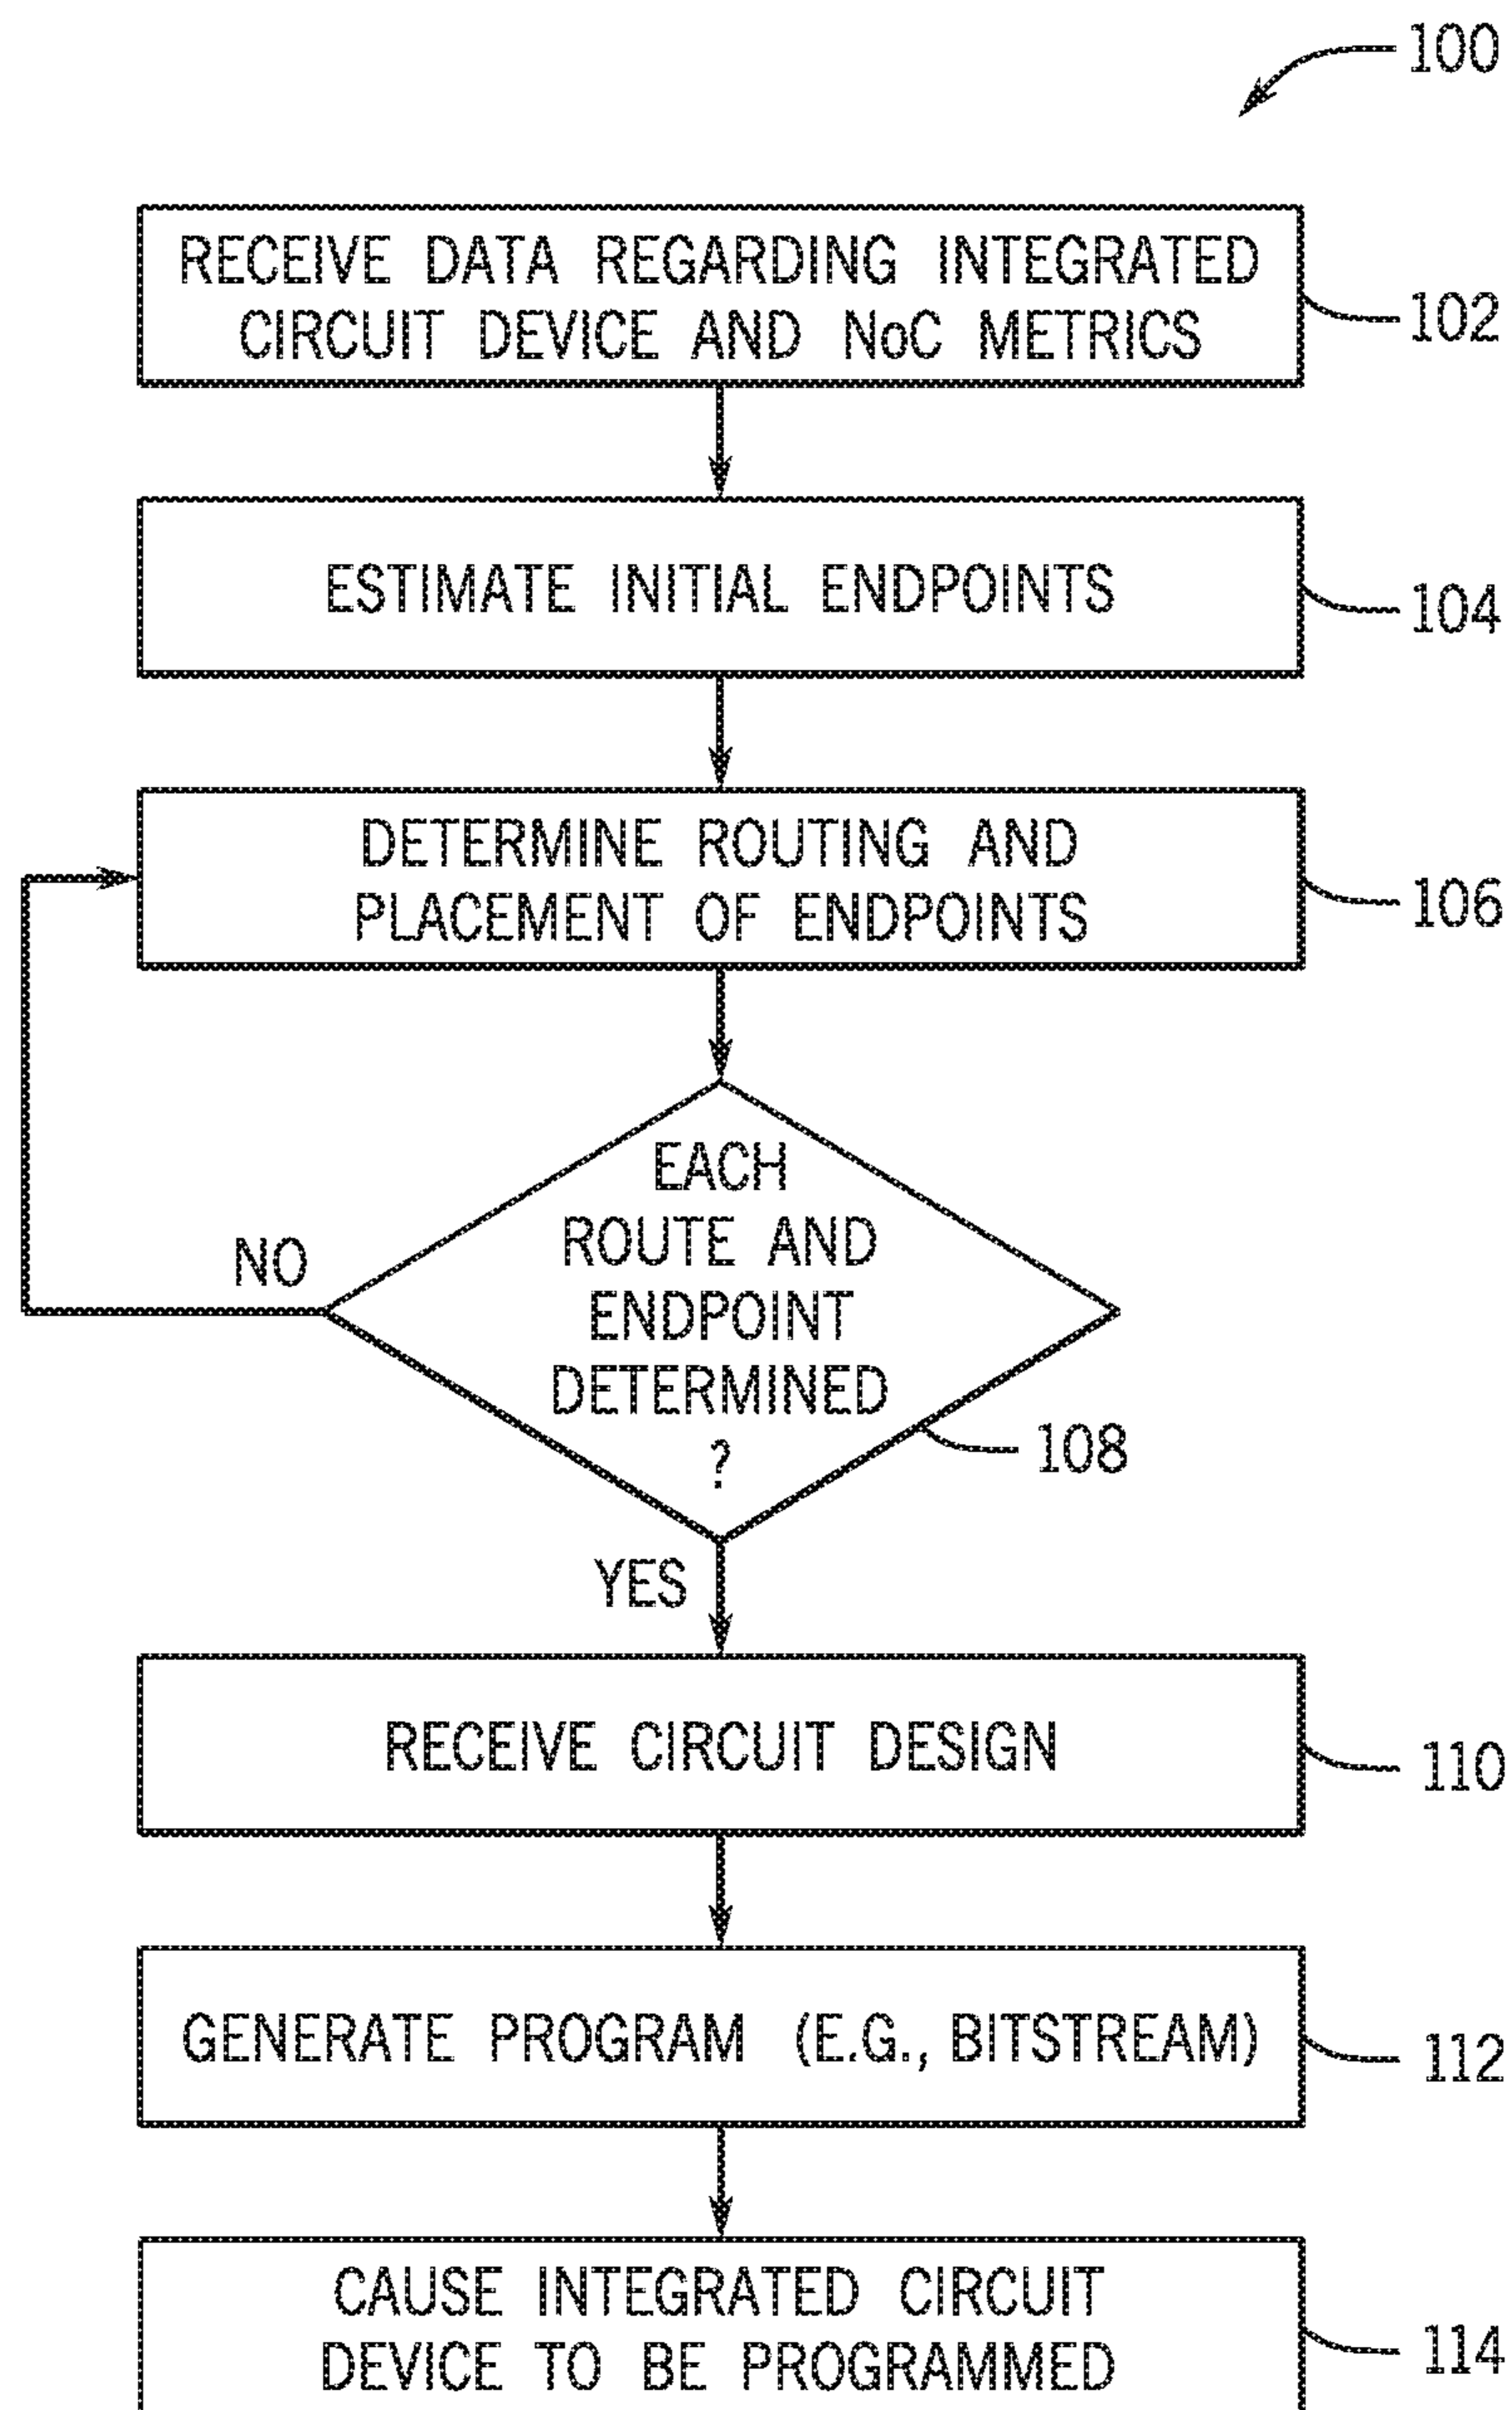 100
RECEIVE DATA REGARDING INTEGRATED
CIRCUIT DEVICE AND NoC METRICS
102
ESTIMATE INITIAL ENDPOINTS
104
DETERMINE ROUTING AND
PLACEMENT OF ENDPOINTS
106
EACH
ROUTE AND
ENDPOINT
DETERMINED
?
NO
108
YES
RECEIVE CIRCUIT DESIGN
110
GENERATE PROGRAM (E.G., BITSTREAM)
112
CAUSE INTEGRATED CIRCUIT
DEVICE TO BE PROGRAMMED
114